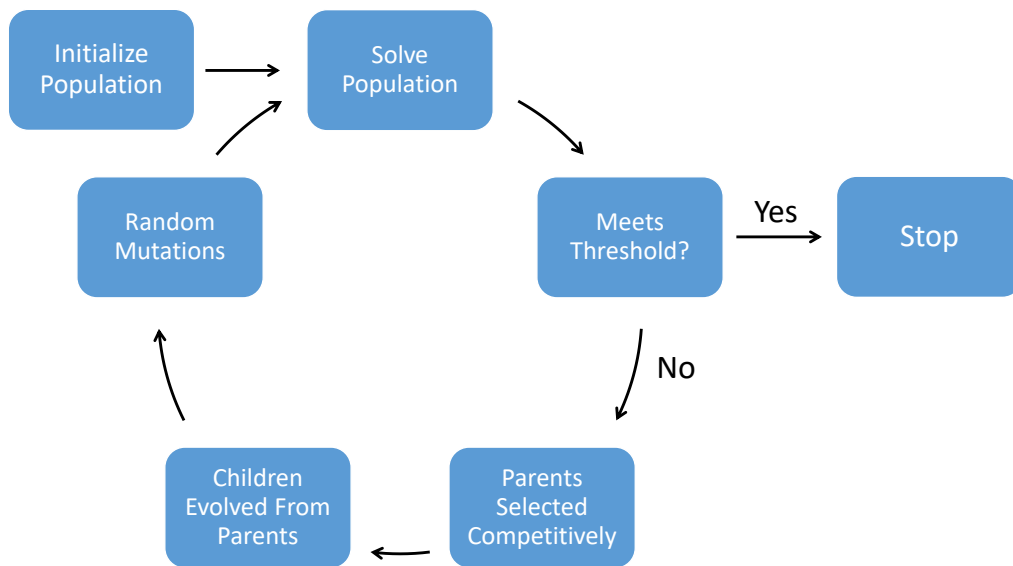 Initialize
Population
Solve
Population
Random
Mutations
Meets
Threshold?
Yes
Stop
No
Children
Evolved From
Parents
Parents
Selected
Competitively